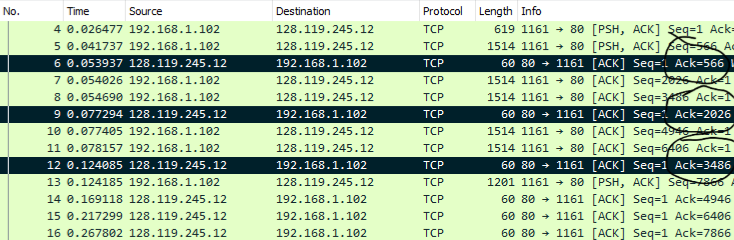 No. Time Source Destination Protocol Length Info
4 0.026477 192.168.1.102 128.119.245.12 TCP 619 1161 → 80 [PSH, ACK] Seq=1 Ack=
5 0.041737 192.168.1.102 128.119.245.12 TCP 1514 1161 → 80 [PSH, ACK] Seq=566 Ack=
6 0.053937 128.119.245.12 192.168.1.102 TCP 60 80 → 1161 [ACK] Seq=1 Ack=566 W
7 0.054026 192.168.1.102 128.119.245.12 TCP 1514 1161 → 80 [ACK] Seq=2026 Ack=1
8 0.054690 192.168.1.102 128.119.245.12 TCP 1514 1161 → 80 [ACK] Seq=3486 Ack=1
9 0.077294 128.119.245.12 192.168.1.102 TCP 60 80 → 1161 [ACK] Seq=1 Ack=2026
10 0.077405 192.168.1.102 128.119.245.12 TCP 1514 1161 → 80 [ACK] Seq=4946 Ack=1
11 0.078157 192.168.1.102 128.119.245.12 TCP 1514 1161 → 80 [ACK] Seq=6406 Ack=1
12 0.124085 128.119.245.12 192.168.1.102 TCP 60 80 → 1161 [ACK] Seq=1 Ack=3486
13 0.124185 192.168.1.102 128.119.245.12 TCP 1201 1161 → 80 [PSH, ACK] Seq=7866 Ack
14 0.169118 128.119.245.12 192.168.1.102 TCP 60 80 → 1161 [ACK] Seq=1 Ack=4946
15 0.217299 128.119.245.12 192.168.1.102 TCP 60 80 → 1161 [ACK] Seq=1 Ack=6406
16 0.267802 128.119.245.12 192.168.1.102 TCP 60 80 → 1161 [ACK] Seq=1 Ack=7866